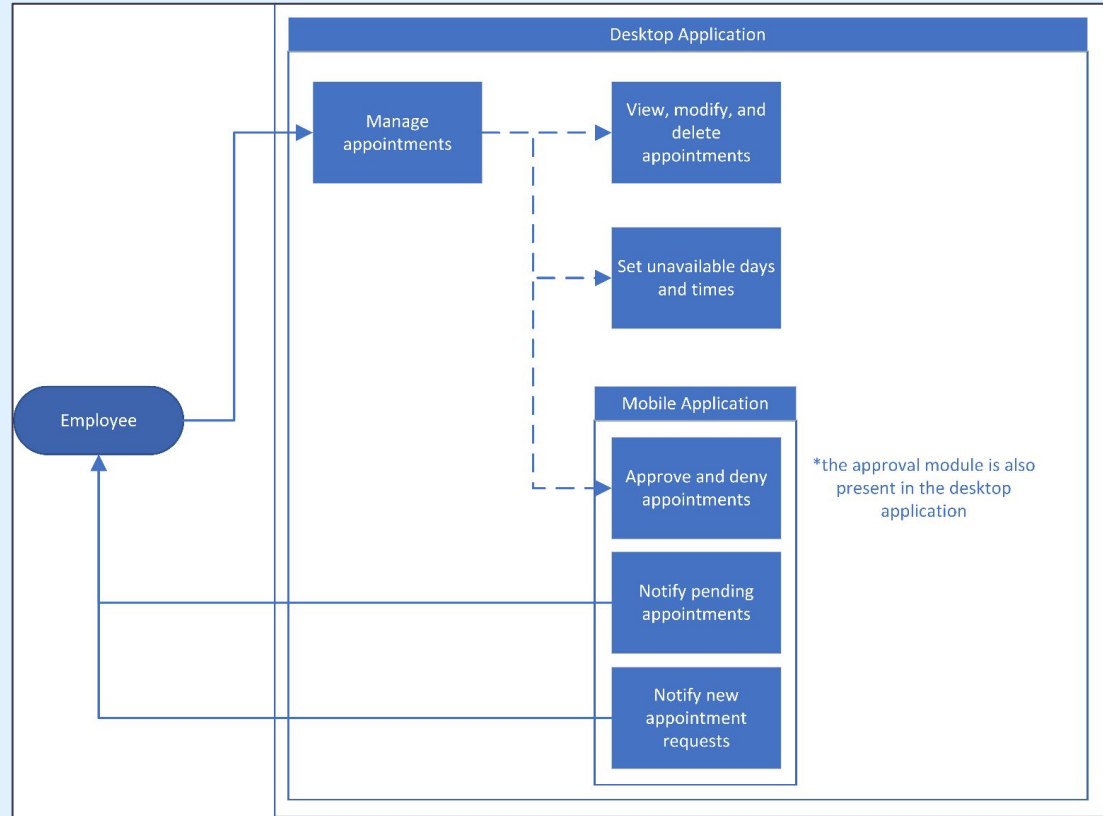 Desktop Application
Manage
appointments
View, modify, and
delete
appointments
Set unavailable days
and times
Employee
Mobile Application
Approve and deny
appointments
*the approval module is also
present in the desktop
application
Notify pending
appointments
Notify new
appointment
requests